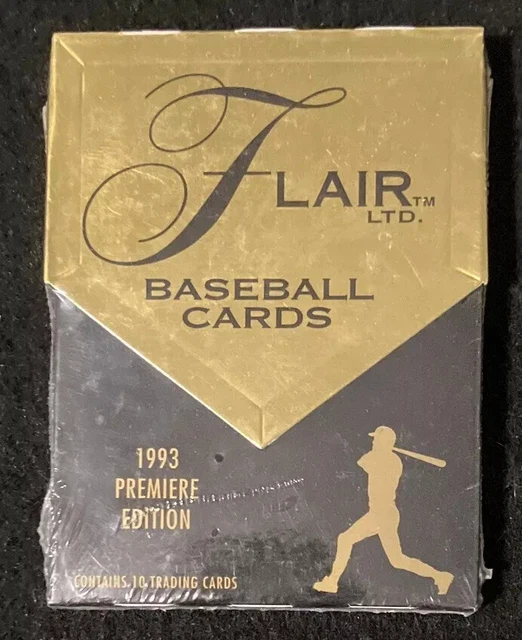 FLAIR™
LTD.
BASEBALL
CARDS
1993
PREMIERE
EDITION
CONTAINS 10 TRADING CARDS